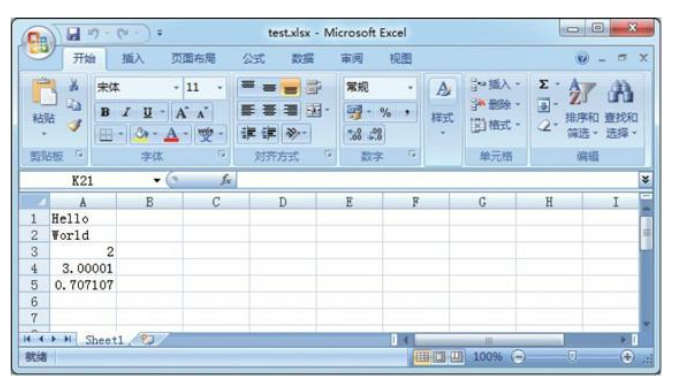 test.xlsx - Microsoft Excel
开始 插入 页面布局 公式 数据 审阅 视图
宋体 11 常规 插入 Σ
B I U A A % , 删除
粘贴 A 样式 格式 排序和筛选 查找和选择
剪贴板 字体 对齐方式 数字 单元格 编辑
K21 fx
A B C D E F G H I
1 Hello
2 World
3 2
4 3.00001
5 0.707107
6
7
Sheet1
就绪 100%